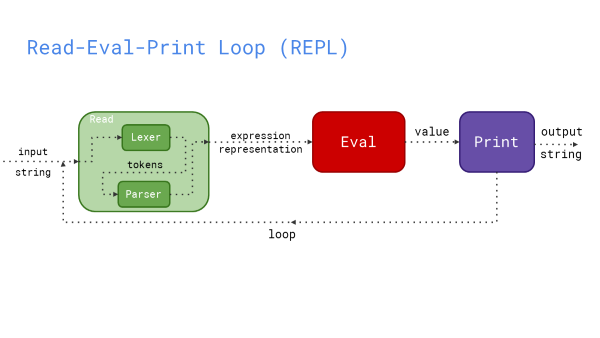 Read-Eval-Print Loop (REPL)
Read
Lexer
input
string
tokens
Parser
expression
representation
Eval
value
Print
output
string
loop